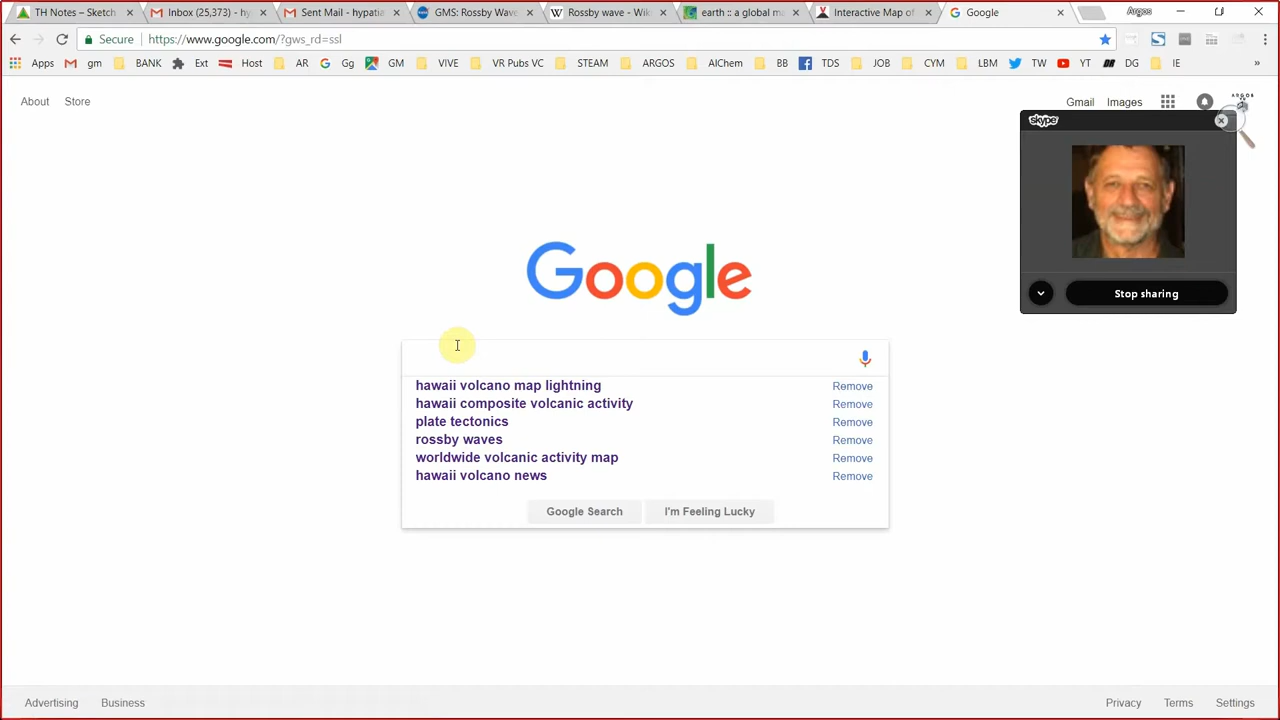 TH Notes – Sketch
Inbox (25,373) - hy
Sent Mail - hypatia
GMS: Rossby Wave
Rossby wave - Wiki
earth :: a global ma
Interactive Map of
Google
Argos
Secure
https://www.google.com/?gws_rd=ssl
Apps
gm
BANK
Ext
Host
AR
Gg
GM
VIVE
VR Pubs VC
STEAM
ARGOS
AIChem
BB
TDS
JOB
CYM
LBM
TW
YT
DG
IE
»
About
Store
Gmail
Images
ARGOS
skype
Stop sharing
Google
hawaii volcano map lightning
Remove
hawaii composite volcanic activity
Remove
plate tectonics
Remove
rossby waves
Remove
worldwide volcanic activity map
Remove
hawaii volcano news
Remove
Google Search
I'm Feeling Lucky
Advertising
Business
Privacy
Terms
Settings